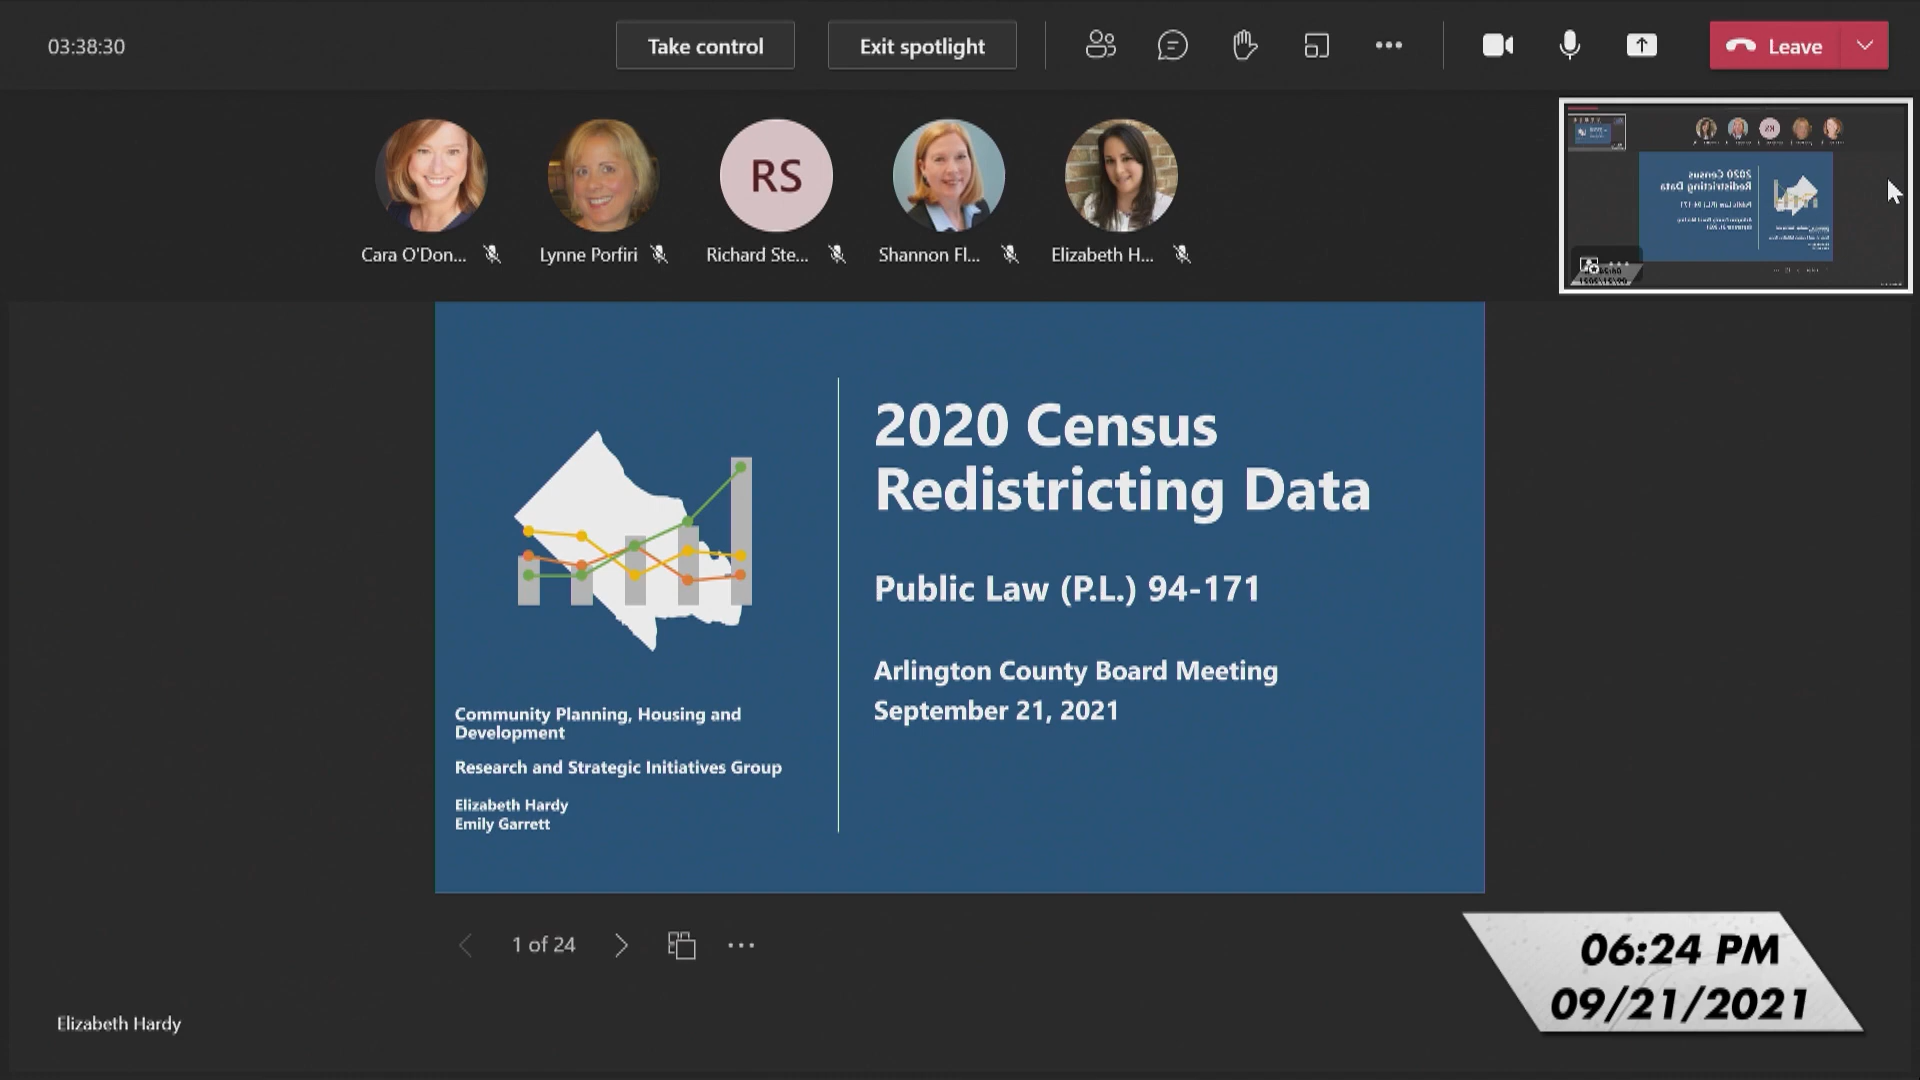 03:38:30
Take control
Exit spotlight
Leave
RS
Cara O'Don...
Lynne Porfiri
Richard Ste...
Shannon Fl...
Elizabeth H...
2020 Census
Redistricting Data
Public Law (P.L.) 94-171
Arlington County Board Meeting
September 21, 2021
Community Planning, Housing and
Development
Research and Strategic Initiatives Group
Elizabeth Hardy
Emily Garrett
1 of 24
Elizabeth Hardy
06:24 PM
09/21/2021